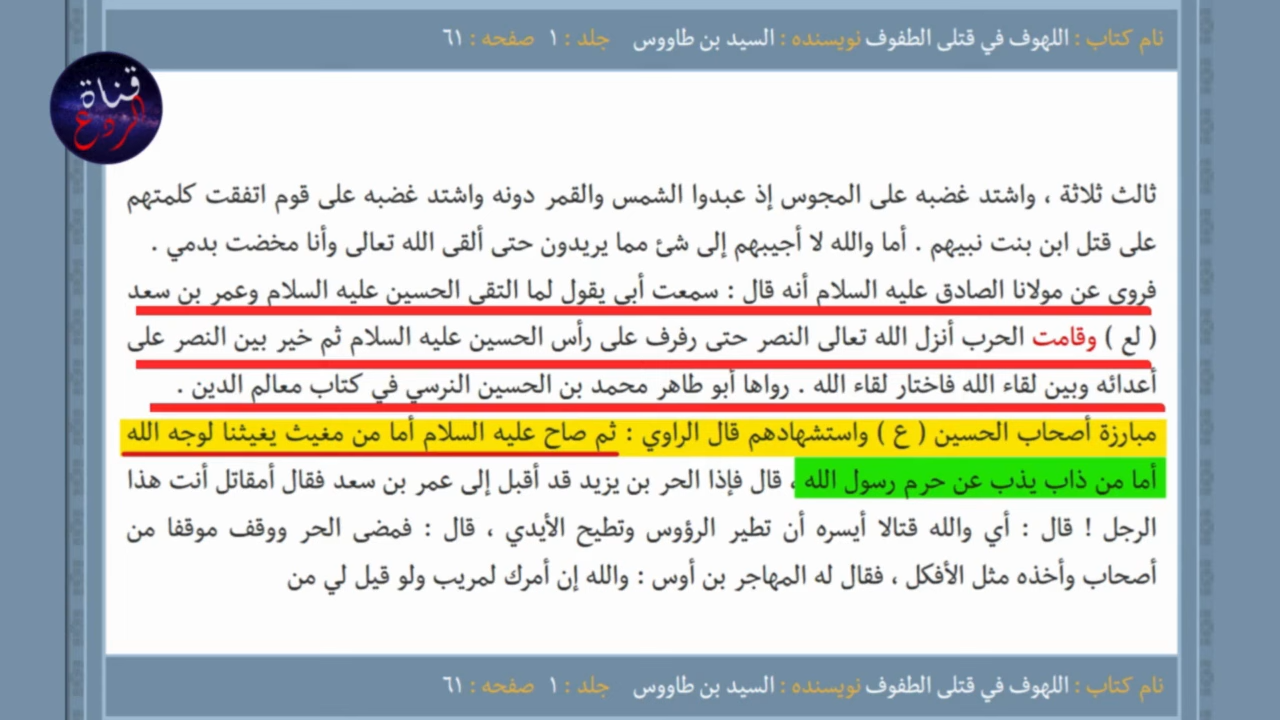 نام كتاب : اللهوف في قتلى الطفوف نويسنده : السيد بن طاووس جلد : ١ صفحه : ٦١
قناة
الردع
ثالث ثلاثة ، واشتد غضبه على المجوس إذ عبدوا الشمس والقمر دونه واشتد غضبه على قوم اتفقت كلمتهم
على قتل ابن بنت نبيهم . أما والله لا أجيبهم إلى شئ مما يريدون حتى ألقى الله تعالى وأنا مخضت بدمي .
فروى عن مولانا الصادق عليه السلام أنه قال : سمعت أبي يقول لما التقى الحسين عليه السلام وعمر بن سعد
( لع ) وقامت الحرب أنزل الله تعالى النصر حتى رفرف على رأس الحسين عليه السلام ثم خير بين النصر على
أعدائه وبين لقاء الله فاختار لقاء الله . رواها أبو طاهر محمد بن الحسين النرسي في كتاب معالم الدين .
مبارزة أصحاب الحسين ( ع ) واستشهادهم قال الراوي : ثم صاح عليه السلام أما من مغيث يغيثنا لوجه الله
أما من ذاب يذب عن حرم رسول الله ، قال فإذا الحر بن يزيد قد أقبل إلى عمر بن سعد فقال أمقاتل أنت هذا
الرجل ! قال : أي والله قتالا أيسره أن تطير الرؤوس وتطيح الأيدي ، قال : فمضى الحر ووقف موقفا من
أصحاب وأخذه مثل الأفكل ، فقال له المهاجر بن أوس : والله إن أمرك لمريب ولو قيل لي من
نام كتاب : اللهوف في قتلى الطفوف نويسنده : السيد بن طاووس جلد : ١ صفحه : ٦١